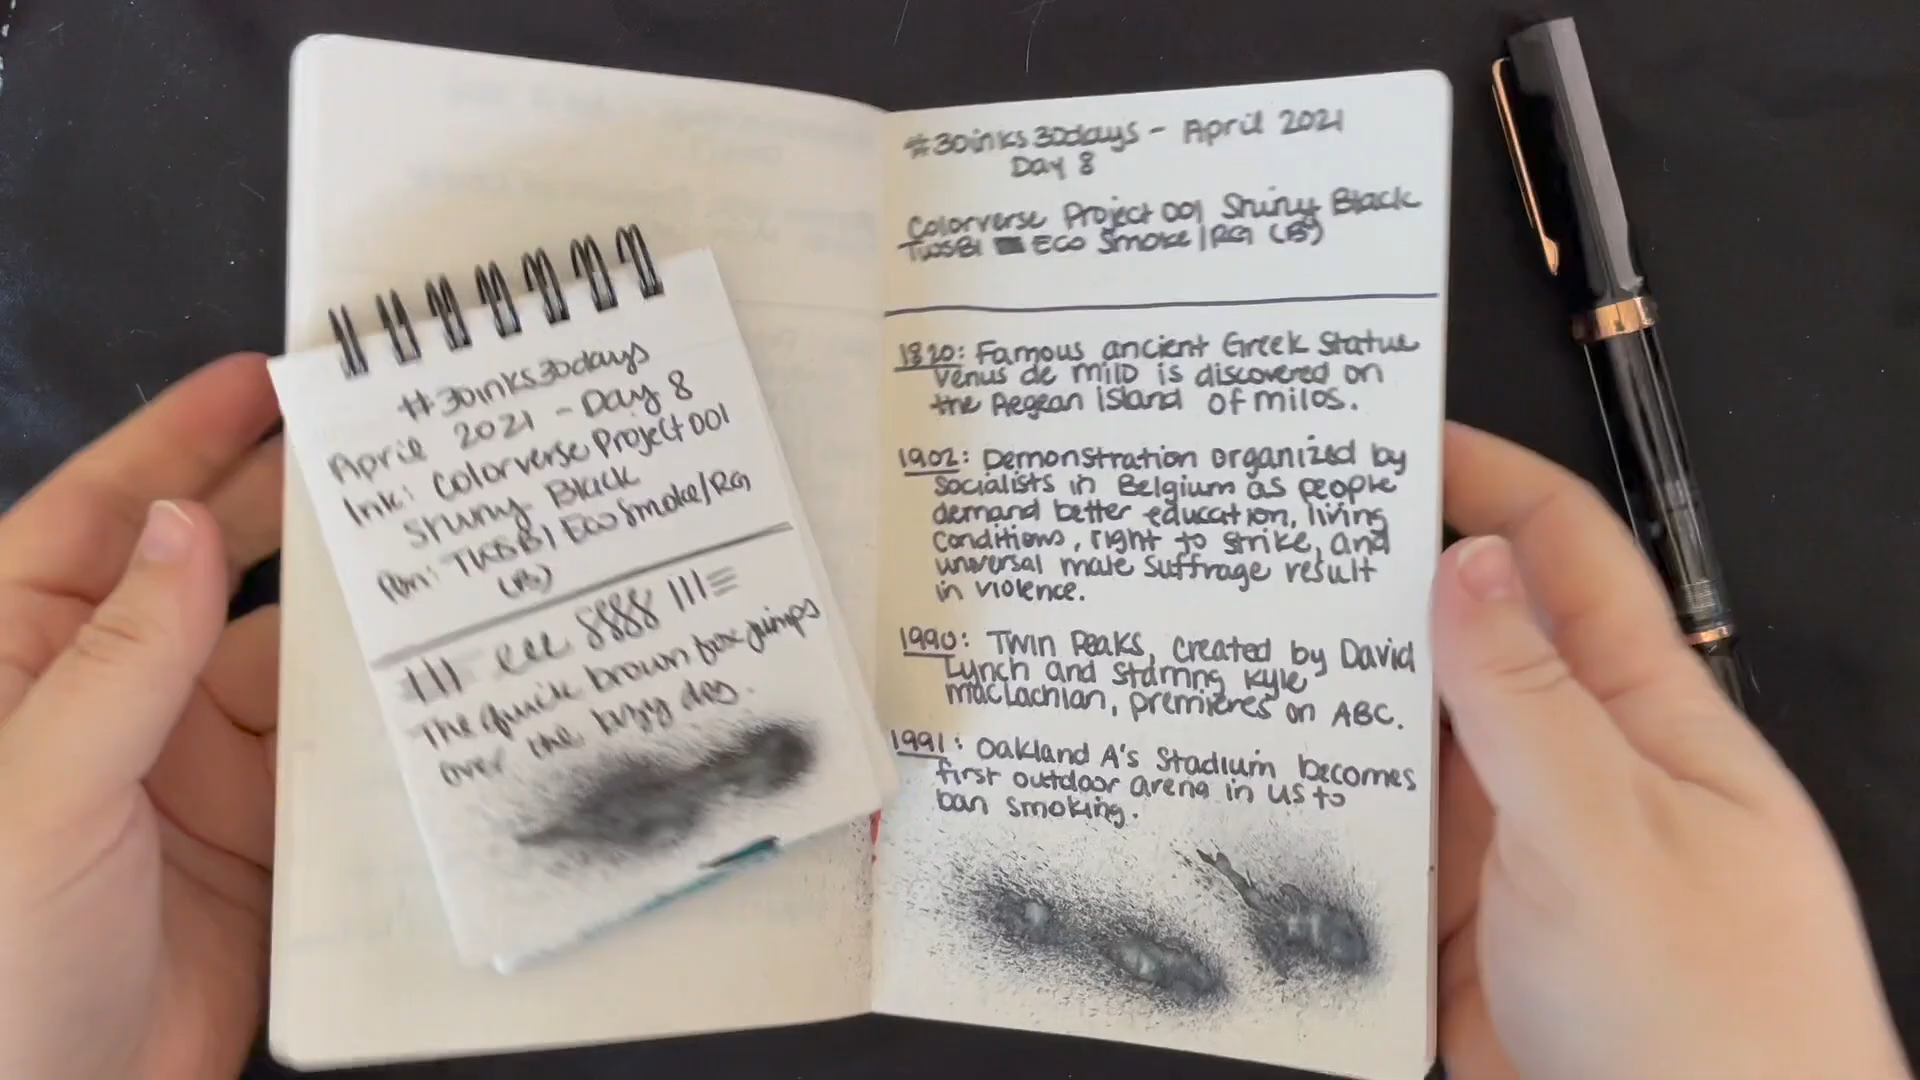 #30inks30days
April 2021 - Day 8
Ink: Colorverse Project 001
Shiny Black
Pen: TWSBI Eco Smoke/RG
(B)
||| eee 8888 |||≡
The quick brown fox jumps
over the lazy dog.
#30inks30days - April 2021
Day 8
Colorverse Project 001 Shiny Black
TWSBI Eco Smoke/RG (B)
1820: Famous ancient Greek statue
Venus de Milo is discovered on
the Aegean island of Milos.
1902: Demonstration organized by
socialists in Belgium as people
demand better education, living
conditions, right to strike, and
universal male suffrage result
in violence.
1990: Twin Peaks, created by David
Lynch and starring Kyle
MacLachlan, premieres on ABC.
1991: Oakland A's Stadium becomes
first outdoor arena in US to
ban smoking.